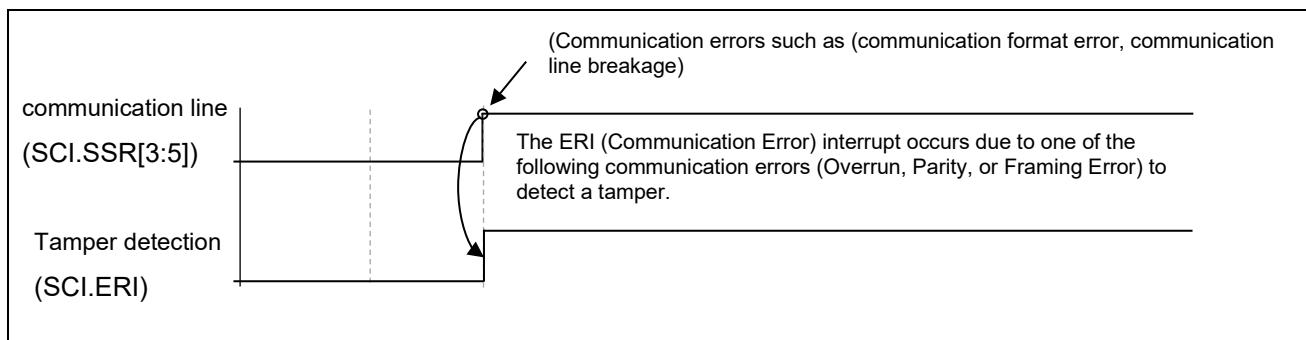 (Communication errors such as (communication format error, communication
line breakage)
communication line
(SCI.SSR[3:5])
The ERI (Communication Error) interrupt occurs due to one of the
following communication errors (Overrun, Parity, or Framing Error) to
detect a tamper.
Tamper detection
(SCI.ERI)